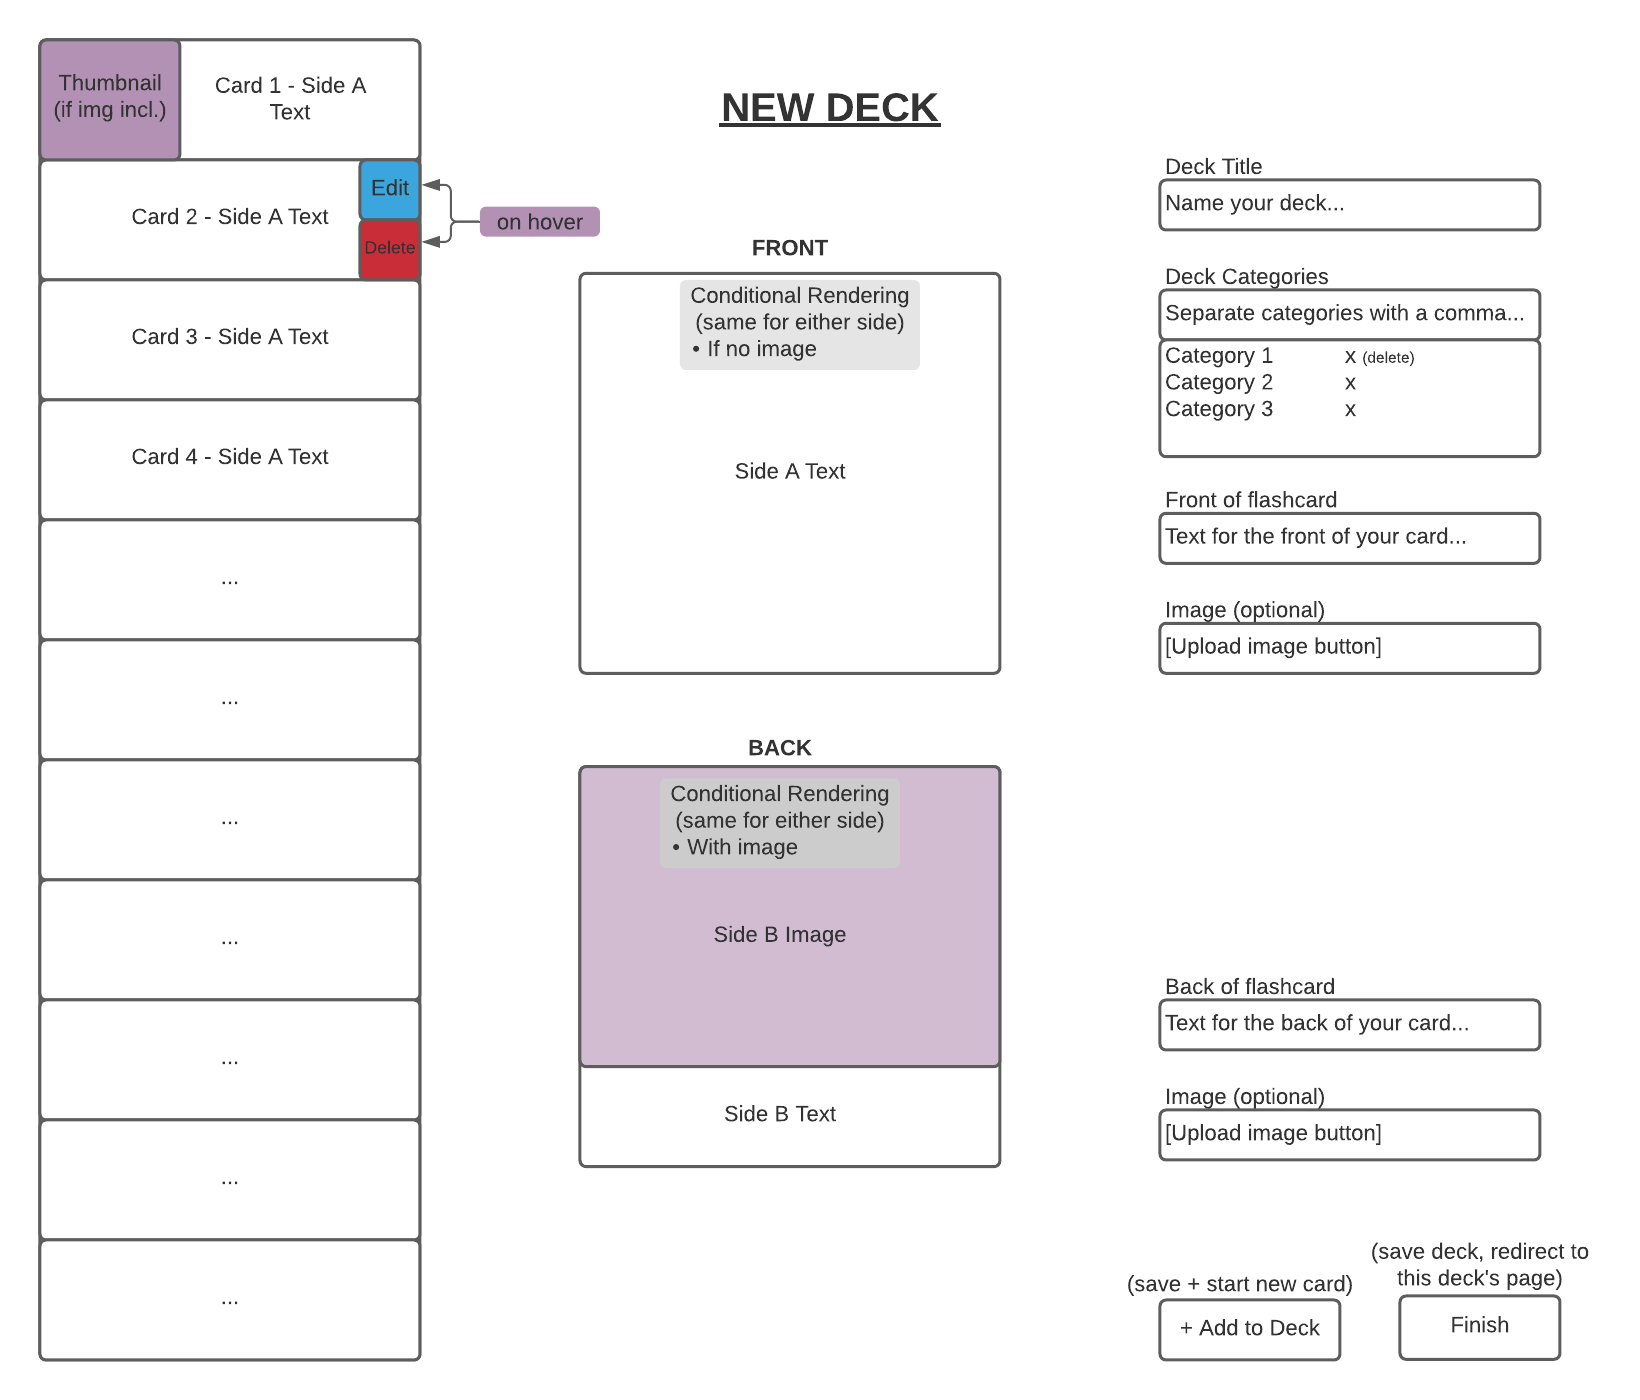 Thumbnail
(if img incl.)
Card 1 - Side A
Text
Card 2 - Side A Text
Edit
Delete
on hover
Card 3 - Side A Text
Card 4 - Side A Text
...
...
...
...
...
...
...
NEW DECK
FRONT
Conditional Rendering
(same for either side)
• If no image
Side A Text
BACK
Conditional Rendering
(same for either side)
• With image
Side B Image
Side B Text
Deck Title
Name your deck...
Deck Categories
Separate categories with a comma...
Category 1 x (delete)
Category 2 x
Category 3 x
Front of flashcard
Text for the front of your card...
Image (optional)
[Upload image button]
Back of flashcard
Text for the back of your card...
Image (optional)
[Upload image button]
(save + start new card)
+ Add to Deck
(save deck, redirect to
this deck's page)
Finish